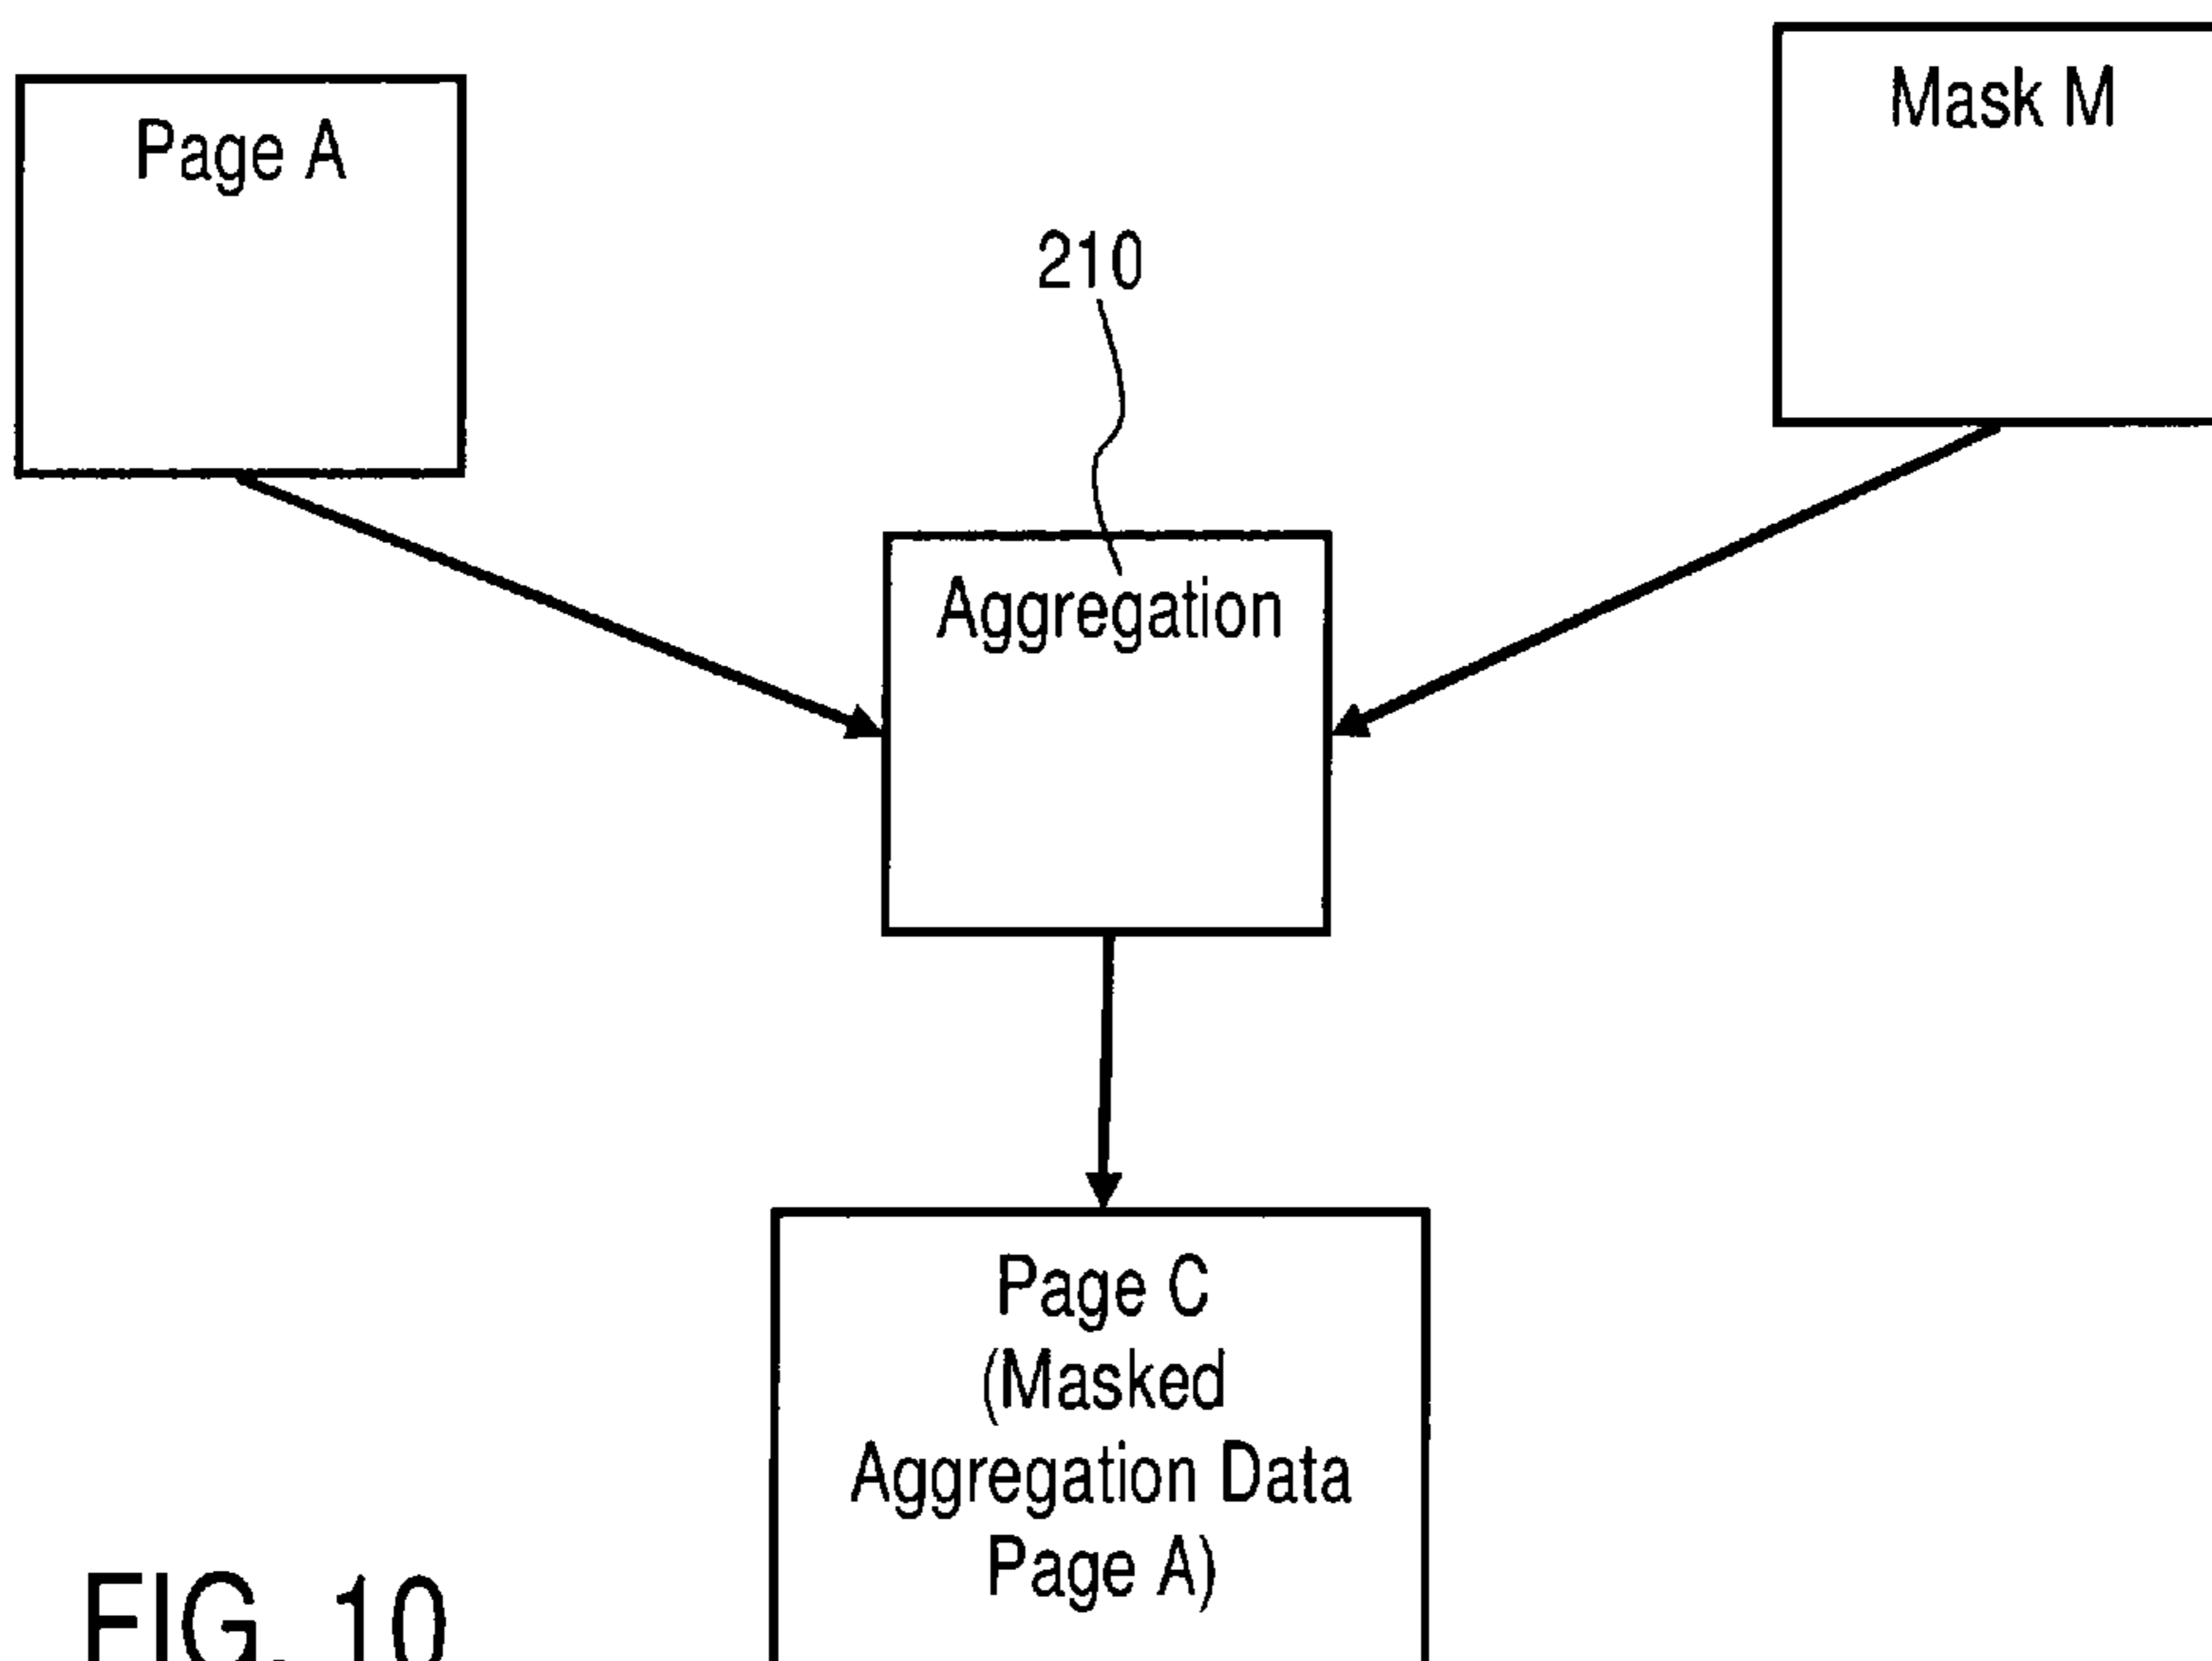 Page A
Mask M
210
Aggregation
Page C
(Masked
Aggregation Data
Page A)
FIG. 10